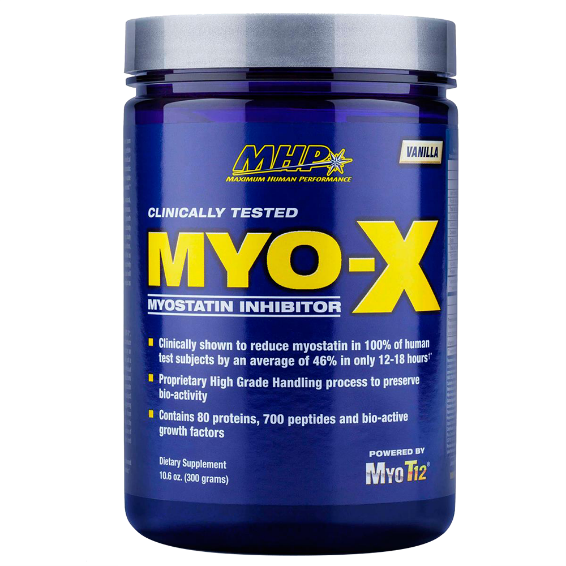 MHP
MAXIMUM HUMAN PERFORMANCE
VANILLA
CLINICALLY TESTED
MYO-X
MYOSTATIN INHIBITOR
Clinically shown to reduce myostatin in 100% of human
test subjects by an average of 46% in only 12-18 hours¹*
Proprietary High Grade Handling process to preserve
bio-activity
Contains 80 proteins, 700 peptides and bio-active
growth factors
Dietary Supplement
10.6 oz. (300 grams)
POWERED BY
MYOT12®